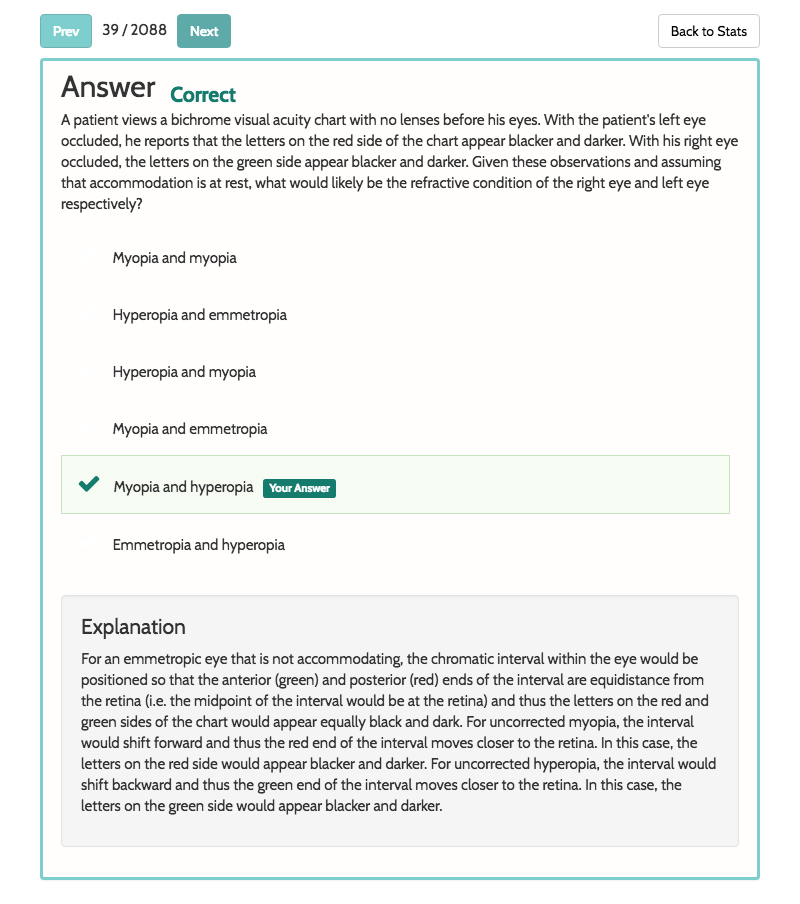 Prev 39 / 2088 Next Back to Stats
Answer Correct
A patient views a bichrome visual acuity chart with no lenses before his eyes. With the patient's left eye
occluded, he reports that the letters on the red side of the chart appear blacker and darker. With his right eye
occluded, the letters on the green side appear blacker and darker. Given these observations and assuming
that accommodation is at rest, what would likely be the refractive condition of the right eye and left eye
respectively?
Myopia and myopia
Hyperopia and emmetropia
Hyperopia and myopia
Myopia and emmetropia
Myopia and hyperopia Your Answer
Emmetropia and hyperopia
Explanation
For an emmetropic eye that is not accommodating, the chromatic interval within the eye would be
positioned so that the anterior (green) and posterior (red) ends of the interval are equidistance from
the retina (i.e. the midpoint of the interval would be at the retina) and thus the letters on the red and
green sides of the chart would appear equally black and dark. For uncorrected myopia, the interval
would shift forward and thus the red end of the interval moves closer to the retina. In this case, the
letters on the red side would appear blacker and darker. For uncorrected hyperopia, the interval would
shift backward and thus the green end of the interval moves closer to the retina. In this case, the
letters on the green side would appear blacker and darker.